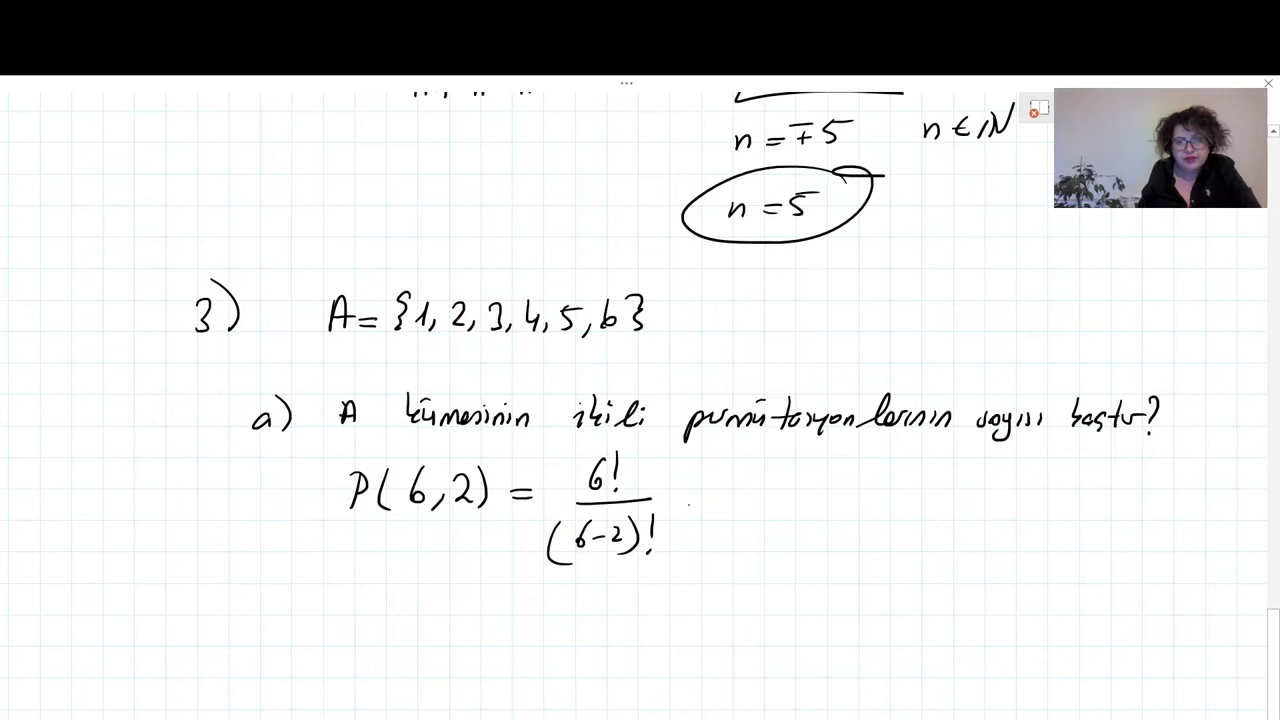 n = ∓5 n ∈ IN
n = 5
3) A = {1, 2, 3, 4, 5, 6}
a) A kümesinin ikili permütasyonlarının sayısı kaçtır?
P(6,2) = 6! / (6-2)!